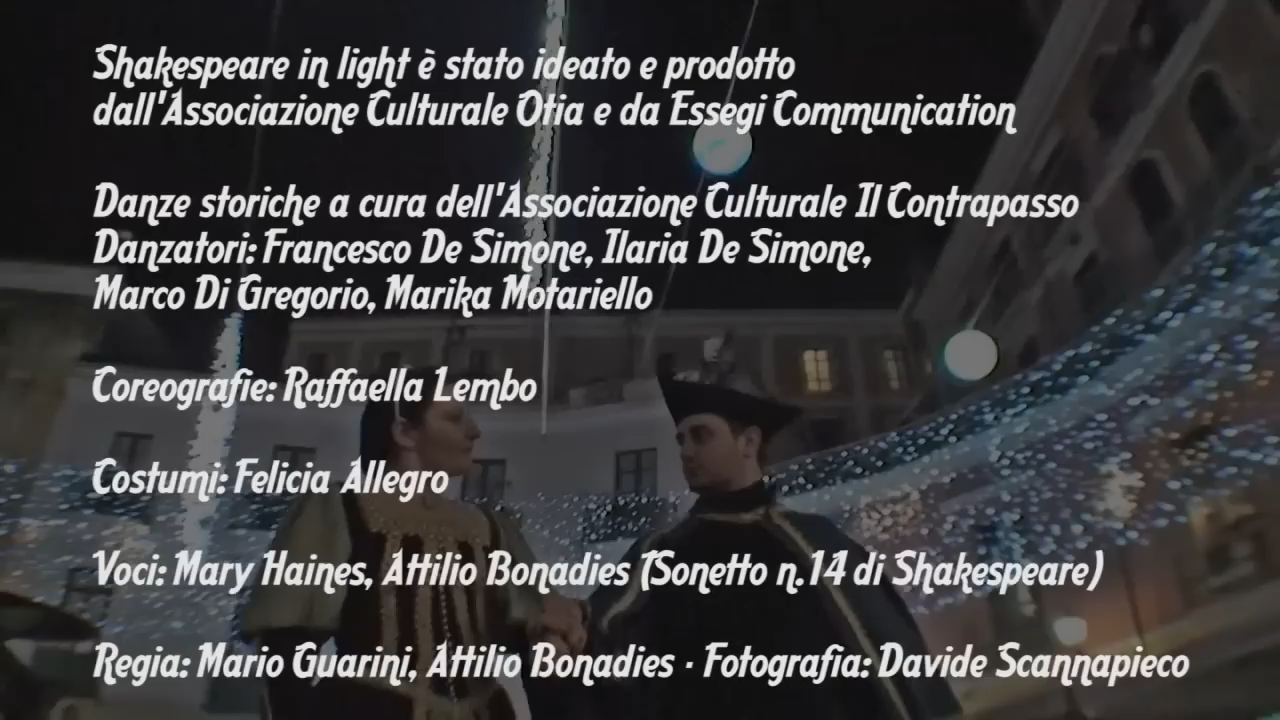 Shakespeare in light è stato ideato e prodotto
dall'Associazione Culturale Otia e da Essegi Communication
Danze storiche a cura dell'Associazione Culturale Il Contrapasso
Danzatori: Francesco De Simone, Ilaria De Simone,
Marco Di Gregorio, Marika Motariello
Coreografie: Raffaella Lembo
Costumi: Felicia Allegro
Voci: Mary Haines, Attilio Bonadies (Sonetto n.14 di Shakespeare)
Regia: Mario Guarini, Attilio Bonadies - Fotografia: Davide Scannapieco